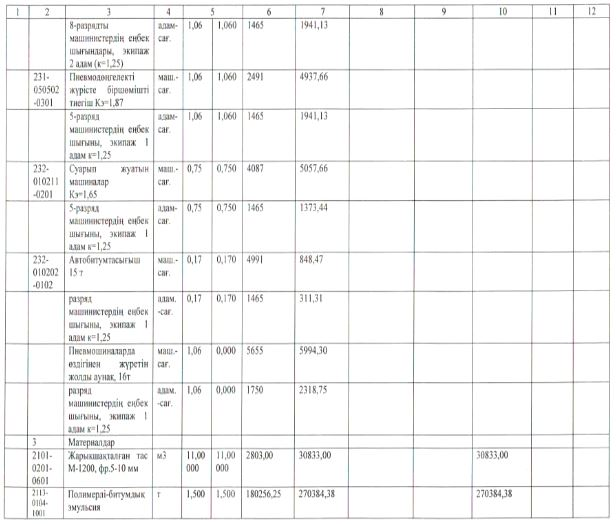 1 2 3 4 5 6 7 8 9 10 11 12
8-разрядты адам- 1,06 1,060 1465 1941,13
машинистердің еңбек сағ.
шығындары, экипаж
2 адам (к=1,25)
231- Пневмодөңгелекті маш.- 1,06 1,060 2491 4937,66
050502 жүрісте біршөмішті сағ.
-0301 тиегіш Кэ=1,87
5-разряд адам- 1,06 1,060 1465 1941,13
машинистердің еңбек сағ.
шығыны, экипаж 1
адам к=1,25
232- Суарып жуатын маш.- 0,75 0,750 4087 5057,66
010211 машиналар сағ.
-0201 Кэ=1,65
5-разряд адам- 0,75 0,750 1465 1373,44
машинистердің еңбек сағ.
шығыны, экипаж 1
адам к=1,25
232- Автобитумтасығыш маш.- 0,17 0,170 4991 848,47
010202 15 т сағ.
-0102
разряд адам. 0,17 0,170 1465 311,31
машинистердің еңбек -сағ.
шығыны, экипаж 1
адам к=1,25
Пневмошиналарда маш.- 1,06 0,000 5655 5994,30
өздігінен жүретін сағ.
жолды аунақ, 16т
разряд адам. 1,06 0,000 1750 2318,75
машинистердің еңбек -сағ.
шығыны, экипаж 1
адам к=1,25
3 Материалдар
2101- Жарықшақталған тас м3 11,00 11,00 2803,00 30833,00 30833,00
0201- М-1200, фр.5-10 мм 000 000
0601
2113- Полимерлі-битумдық т 1,500 1,500 180256,25 270384,38 270384,38
0104- эмульсия
1001